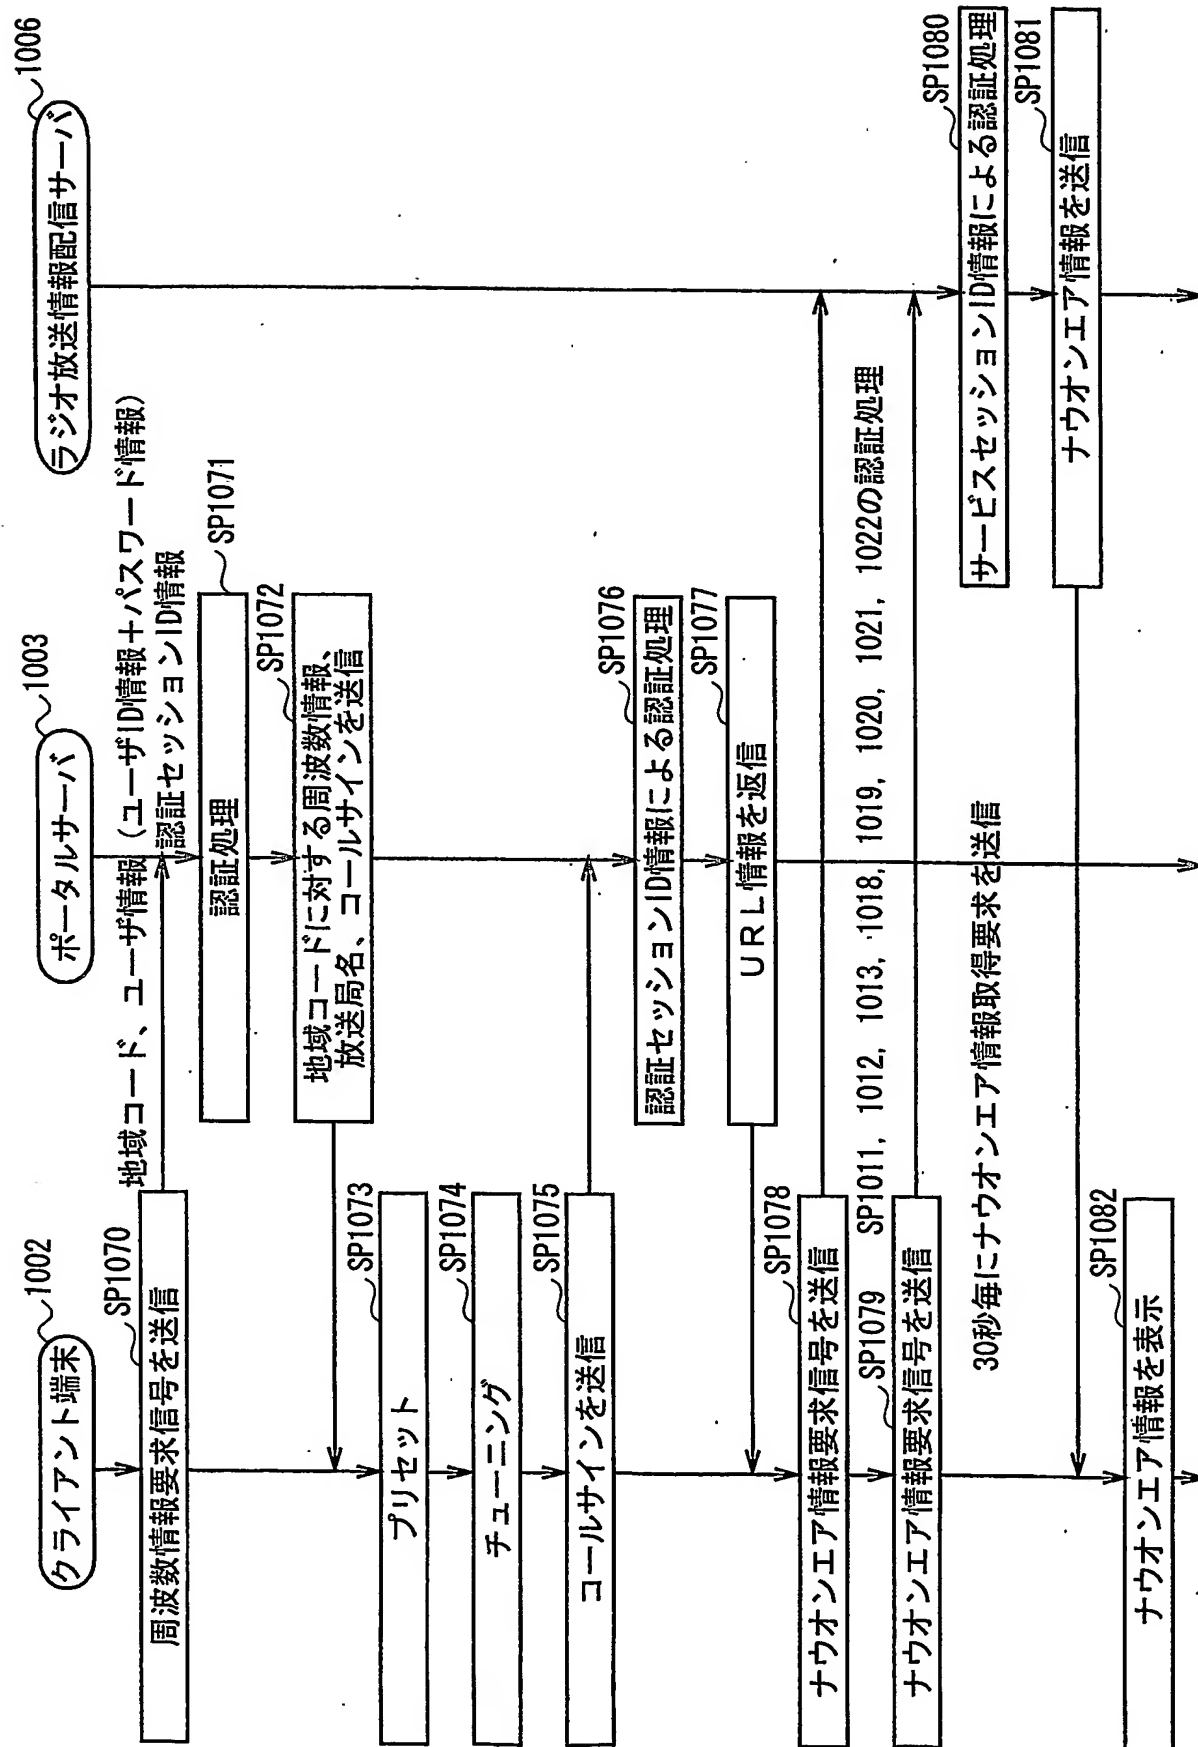 クライアント端末
1002
ポータルサーバ
1003
ラジオ放送情報配信サーバ
1006
SP1070
周波数情報要求信号を送信
地域コード、ユーザ情報（ユーザID情報＋パスワード情報）
認証セッションID情報
SP1071
認証処理
SP1072
地域コードに対する周波数情報、
放送局名、コールサインを送信
SP1073
プリセット
SP1074
チューニング
SP1075
コールサインを送信
SP1076
認証セッションID情報による認証処理
SP1077
ＵＲＬ情報を返信
SP1078
ナウオンエア情報要求信号を送信
SP1079
SP1011, 1012, 1013, 1018, 1019, 1020, 1021, 1022の認証処理
ナウオンエア情報要求信号を送信
SP1080
サービスセッションID情報による認証処理
30秒毎にナウオンエア情報取得要求を送信
SP1081
ナウオンエア情報を送信
SP1082
ナウオンエア情報を表示